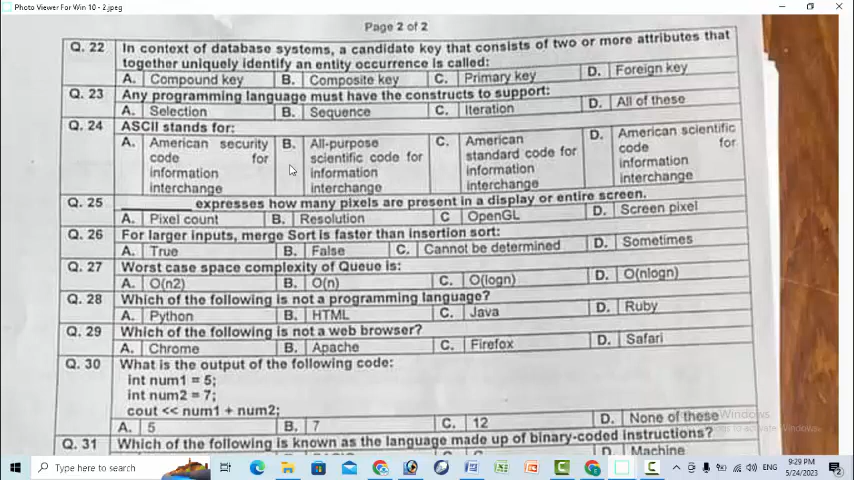 Photo Viewer For Win 10 - 2.jpeg
Page 2 of 2
Q. 22 In context of database systems, a candidate key that consists of two or more attributes that
together uniquely identify an entity occurrence is called:
A. Compound key B. Composite key C. Primary key D. Foreign key
Q. 23 Any programming language must have the constructs to support:
A. Selection B. Sequence C. Iteration D. All of these
Q. 24 ASCII stands for:
A. American security B. All-purpose C. American D. American scientific
code for scientific code for standard code for code for
information information information information
interchange interchange interchange interchange
Q. 25 ________ expresses how many pixels are present in a display or entire screen.
A. Pixel count B. Resolution C OpenGL D. Screen pixel
Q. 26 For larger inputs, merge Sort is faster than insertion sort:
A. True B. False C. Cannot be determined D. Sometimes
Q. 27 Worst case space complexity of Queue is:
A. O(n2) B. O(n) C. O(logn) D. O(nlogn)
Q. 28 Which of the following is not a programming language?
A. Python B. HTML C. Java D. Ruby
Q. 29 Which of the following is not a web browser?
A. Chrome B. Apache C. Firefox D. Safari
Q. 30 What is the output of the following code:
int num1 = 5;
int num2 = 7;
cout << num1 + num2;
A. 5 B. 7 C. 12 D. None of these
Windows
to activate Windows.
Q. 31 Which of the following is known as the language made up of binary-coded instructions?
D. Machine
Type here to search
ENG
9:29 PM
5/24/2023
2